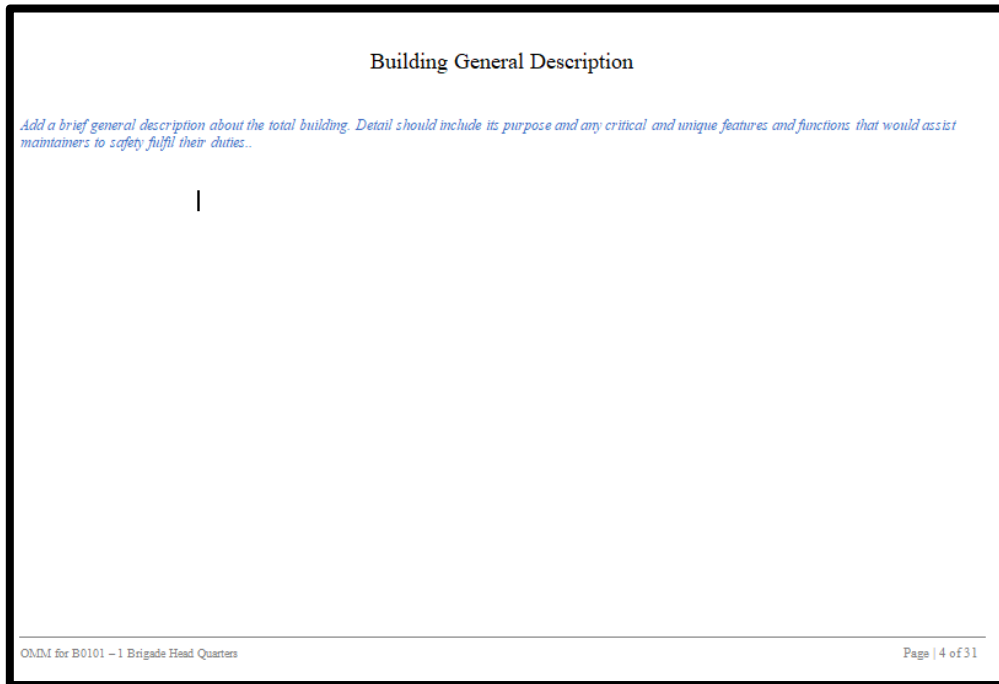 Building General Description
Add a brief general description about the total building. Detail should include its purpose and any critical and unique features and functions that would assist
maintainers to safety fulfil their duties..
OMM for B0101 – 1 Brigade Head Quarters
Page | 4 of 31